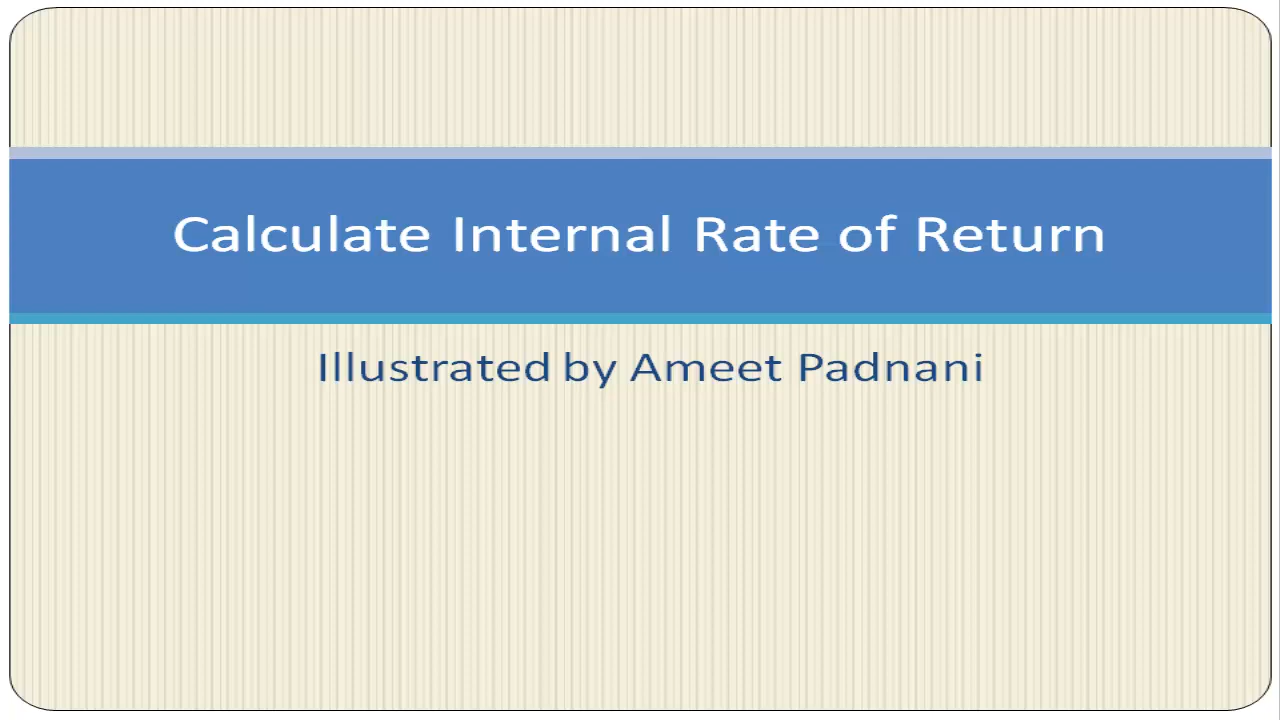 Calculate Internal Rate of Return
Illustrated by Ameet Padnani